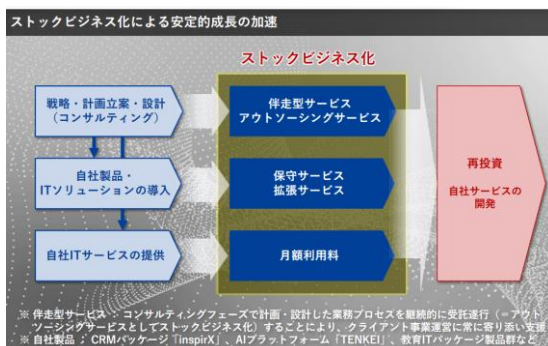 ストックビジネス化による安定的成長の加速
ストックビジネス化
戦略・計画立案・設計
（コンサルティング）
伴走型サービス
アウトソーシングサービス
自社製品・
ITソリューションの導入
保守サービス
拡張サービス
自社ITサービスの提供
月額利用料
再投資
自社サービスの
開発
※ 伴走型サービス ： コンサルティングフェーズで計画・設計した業務プロセスを継続的に受託遂行（＝アウト
ソーシングサービスとしてストックビジネス化）することにより、クライアント事業運営に常に寄り添い支援
※ 自社製品 ： CRMパッケージ「inspirX」、AIプラットフォーム「TENKEI」、教育ITパッケージ製品群など